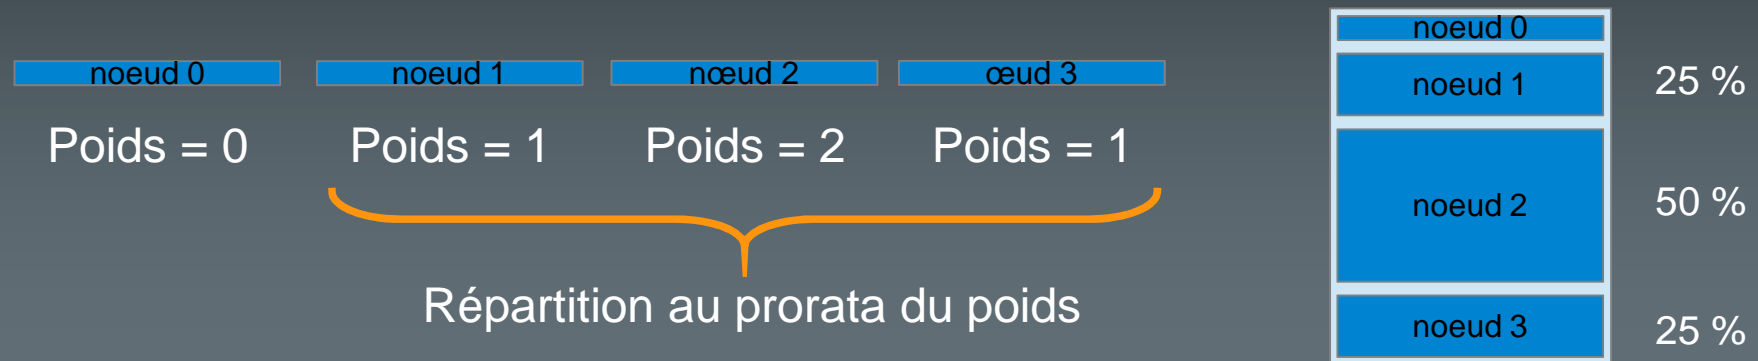 noeud 0 noeud 1 nœud 2 œud 3
Poids = 0 Poids = 1 Poids = 2 Poids = 1
Répartition au prorata du poids
noeud 0
noeud 1 25 %
noeud 2 50 %
noeud 3 25 %